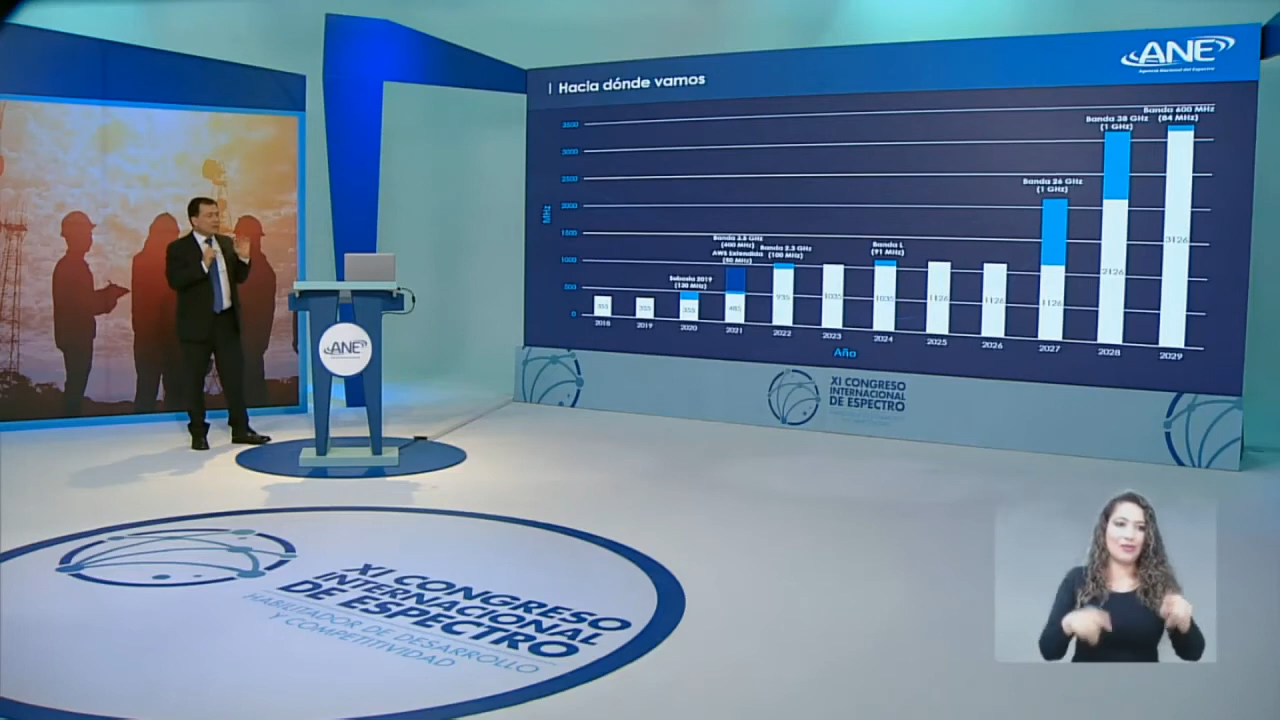 Hacia dónde vamos
ANE
Agencia Nacional del Espectro
MHz
3500
3000
2500
2000
1500
1000
500
0
Subasta 2019
(130 MHz)
Banda 3.5 GHz
(400 MHz)
AWS Extendida
(50 MHz)
Banda 2.3 GHz
(100 MHz)
Banda L
(91 MHz)
Banda 26 GHz
(1 GHz)
Banda 38 GHz
(1 GHz)
Banda 600 MHz
(84 MHz)
355
355
355
485
935
1035
1035
1126
1126
1126
2126
3126
2018
2019
2020
2021
2022
2023
2024
2025
2026
2027
2028
2029
Año
ANE
XI CONGRESO
INTERNACIONAL
DE ESPECTRO
XI CONGRESO
INTERNACIONAL
DE ESPECTRO
HABILITADOR DE DESARROLLO
Y COMPETITIVIDAD